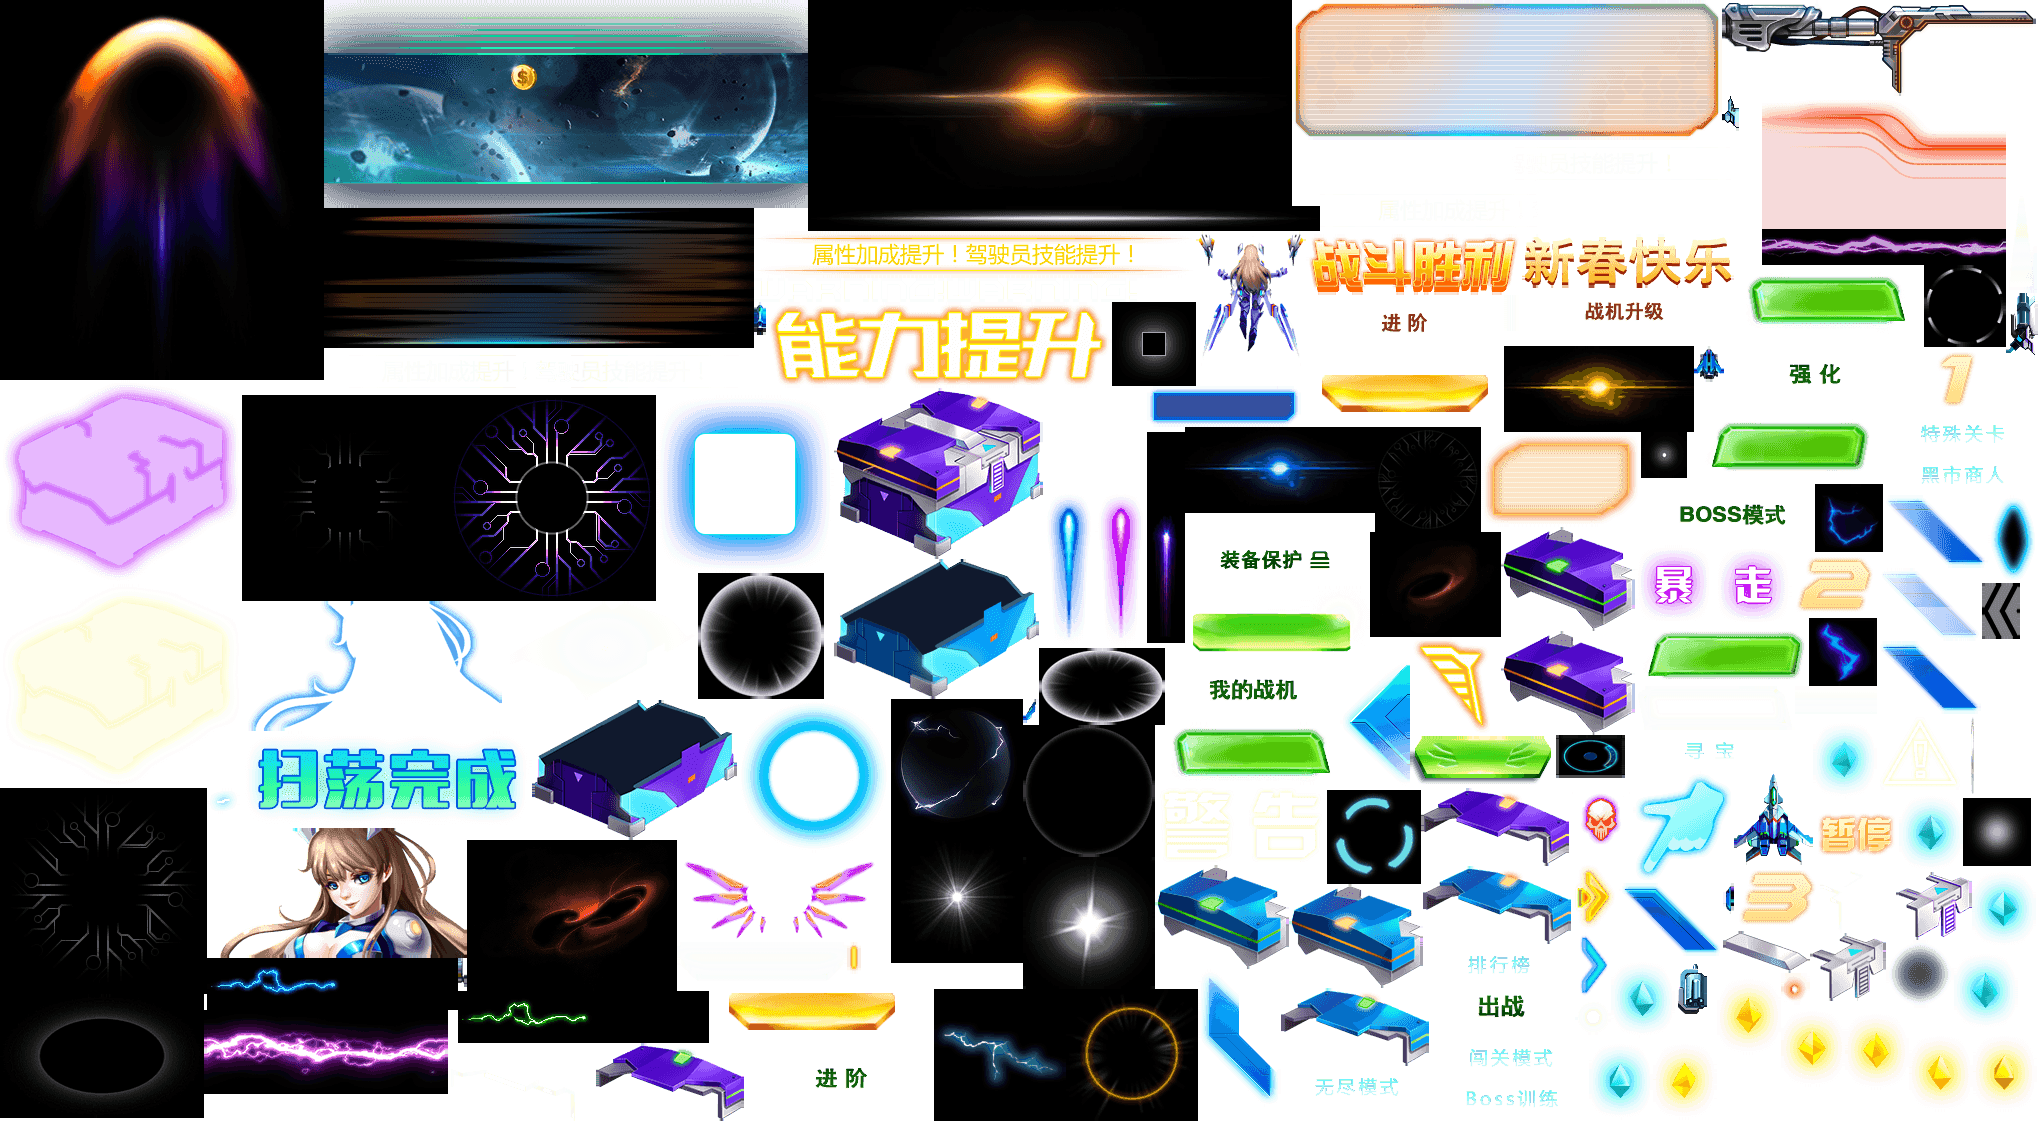 属性加成提升！驾驶员技能提升！
战斗胜利
新春快乐
战机升级
进阶
能力提升
强化
1
特殊关卡
黑市商人
BOSS模式
装备保护
暴走
2
我的战机
寻宝
扫荡完成
警告
暂停
3
排行榜
出战
闯关模式
无尽模式
Boss训练
进阶